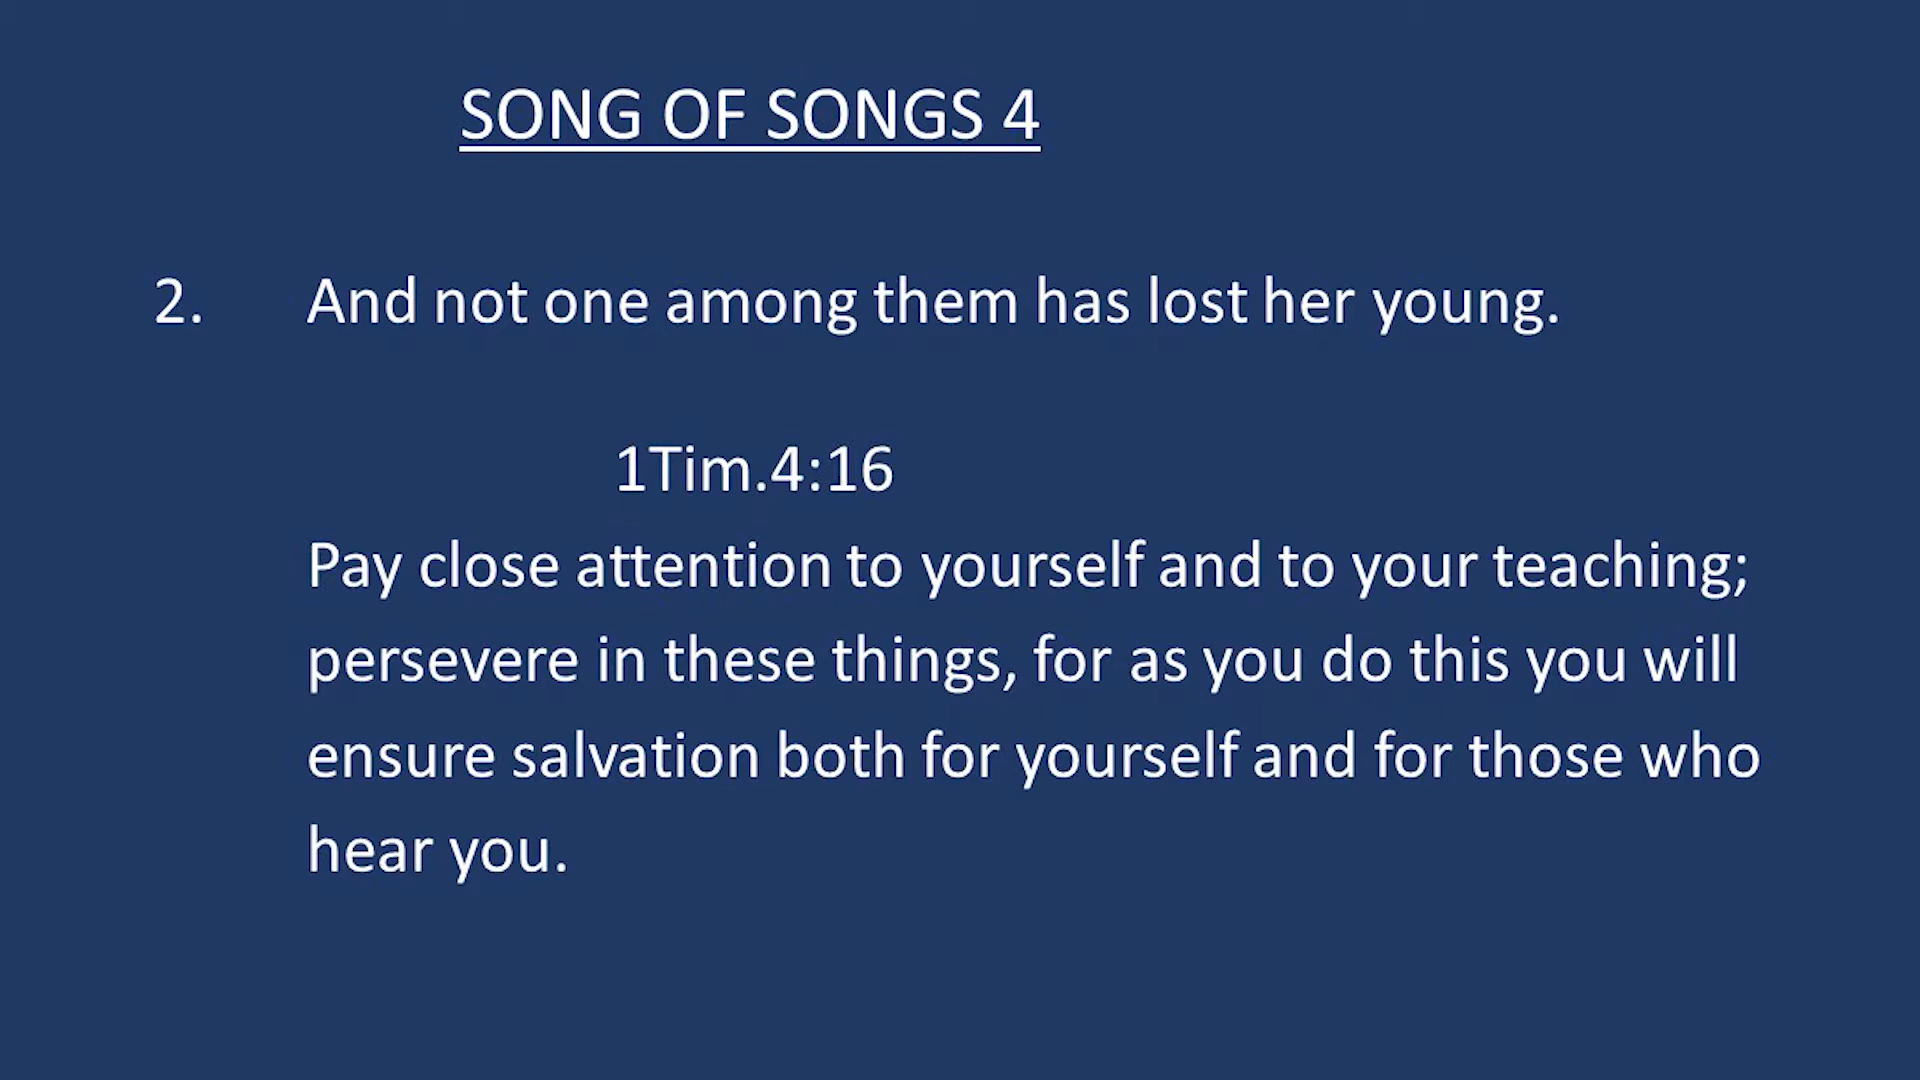 SONG OF SONGS 4
2. And not one among them has lost her young.
1Tim.4:16
Pay close attention to yourself and to your teaching;
persevere in these things, for as you do this you will
ensure salvation both for yourself and for those who
hear you.